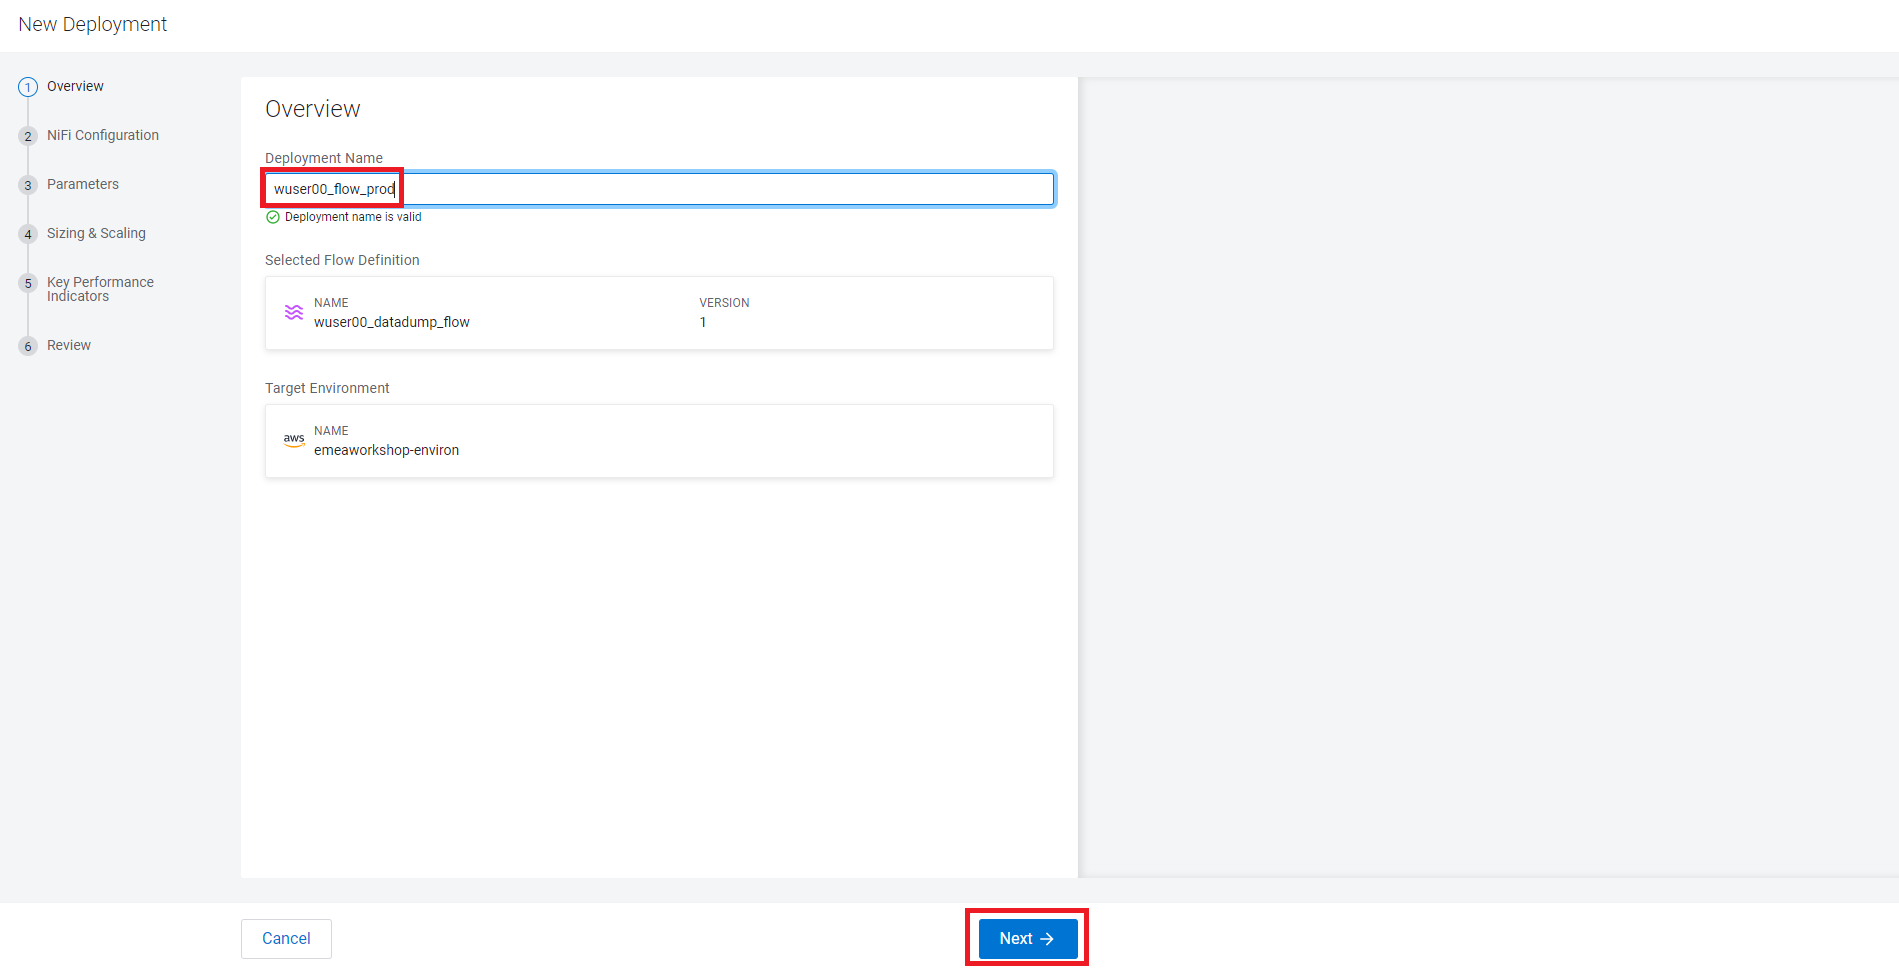 New Deployment
1 Overview
2 NiFi Configuration
3 Parameters
4 Sizing & Scaling
5 Key Performance
Indicators
6 Review
Overview
Deployment Name
wuser00_flow_prod
Deployment name is valid
Selected Flow Definition
NAME VERSION
wuser00_datadump_flow 1
Target Environment
aws NAME
emeaworkshop-environ
Cancel Next →